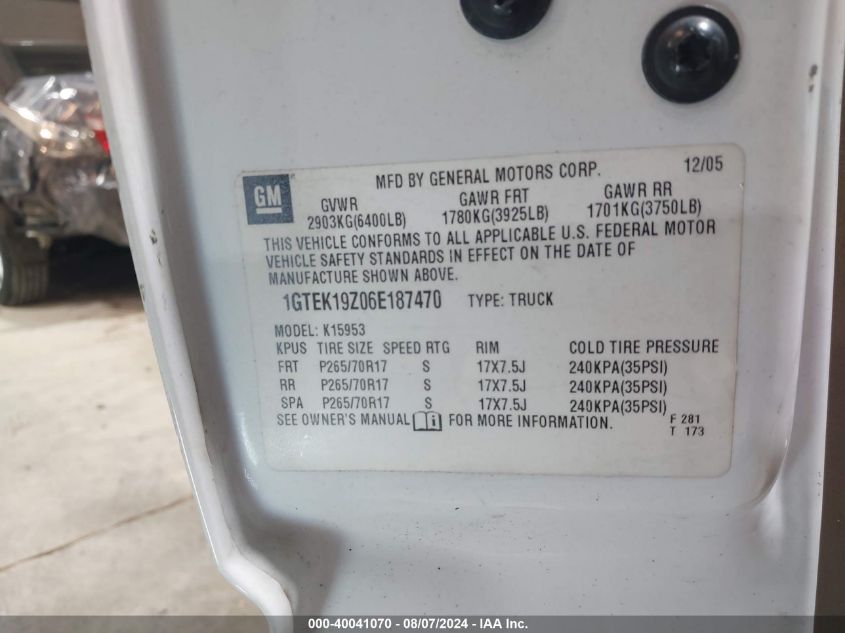 MFD BY GENERAL MOTORS CORP. 12/05
GM
GVWR GAWR FRT GAWR RR
2903KG(6400LB) 1780KG(3925LB) 1701KG(3750LB)
THIS VEHICLE CONFORMS TO ALL APPLICABLE U.S. FEDERAL MOTOR
VEHICLE SAFETY STANDARDS IN EFFECT ON THE DATE OF
MANUFACTURE SHOWN ABOVE.
1GTEK19Z06E187470 TYPE: TRUCK
MODEL: K15953
KPUS TIRE SIZE SPEED RTG RIM COLD TIRE PRESSURE
FRT P265/70R17 S 17X7.5J 240KPA(35PSI)
RR P265/70R17 S 17X7.5J 240KPA(35PSI)
SPA P265/70R17 S 17X7.5J 240KPA(35PSI)
SEE OWNER'S MANUAL FOR MORE INFORMATION. F 281
T 173
000-40041070 - 08/07/2024 - IAA Inc.